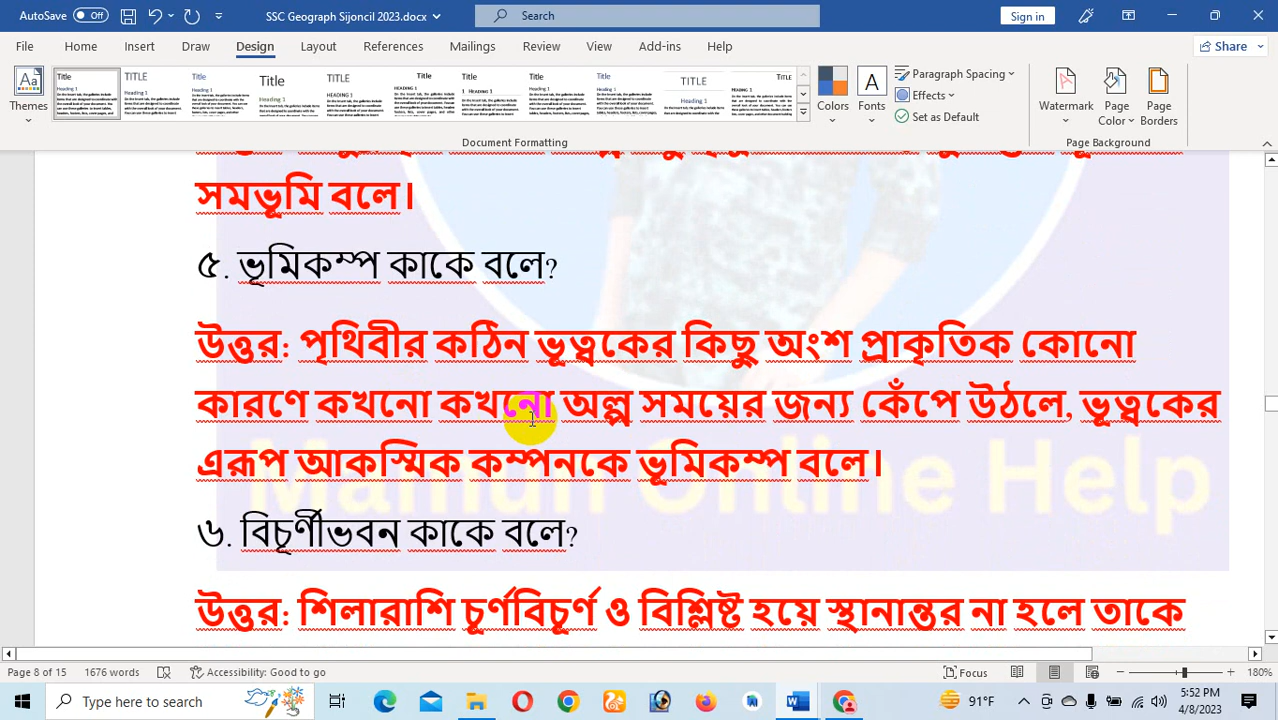 AutoSave Off SSC Geograph Sijoncil 2023.docx Search Sign in
File Home Insert Draw Design Layout References Mailings Review View Add-ins Help Share
Themes Title Heading 1 Colors Fonts Paragraph Spacing Effects Set as Default Watermark Page Color Page Borders
Document Formatting Page Background
সমভূমি বলে।
৫. ভূমিকম্প কাকে বলে?
উত্তর: পৃথিবীর কঠিন ভূত্বকের কিছু অংশ প্রাকৃতিক কোনো
কারণে কখনো কখনো অল্প সময়ের জন্য কেঁপে উঠলে, ভূত্বকের
এরূপ আকস্মিক কম্পনকে ভূমিকম্প বলে।
Mamun Online Help
৬. বিচূর্ণীভবন কাকে বলে?
উত্তর: শিলারাশি চূর্ণবিচূর্ণ ও বিশ্লিষ্ট হয়ে স্থানান্তর না হলে তাকে
Page 8 of 15 1676 words Accessibility: Good to go Focus 180%
Type here to search 91°F 5:52 PM
4/8/2023